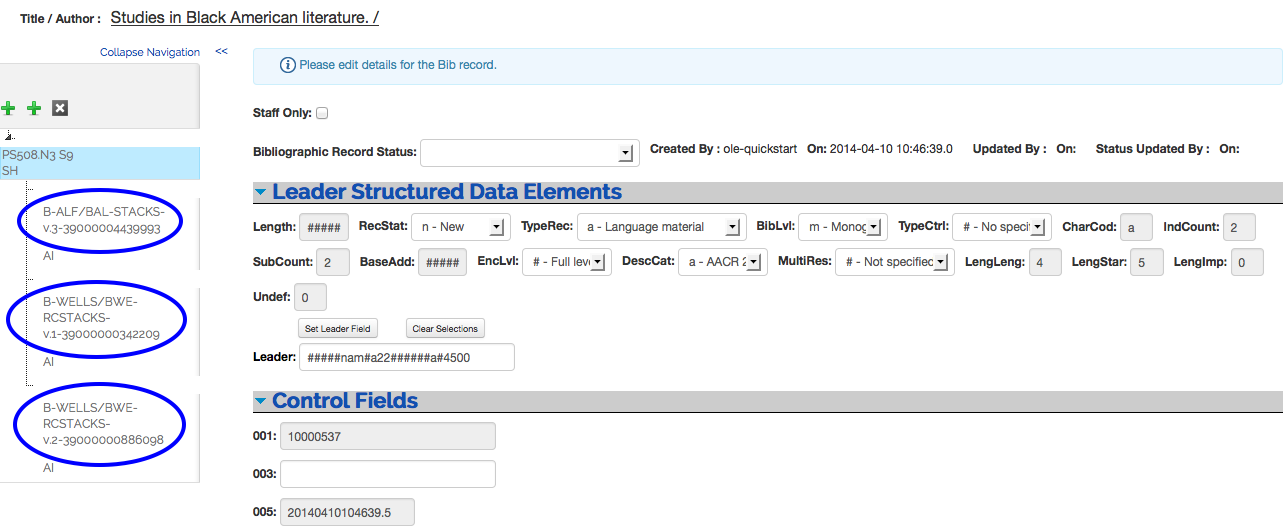 Title / Author : Studies in Black American literature. /
Collapse Navigation <<
PS508.N3 S9
SH
B-ALF/BAL-STACKS-
v.3-39000004439993
AI
B-WELLS/BWE-
RCSTACKS-
v.1-39000000342209
AI
B-WELLS/BWE-
RCSTACKS-
v.2-39000000886098
AI
Please edit details for the Bib record.
Staff Only:
Bibliographic Record Status: Created By : ole-quickstart On: 2014-04-10 10:46:39.0 Updated By : On: Status Updated By : On:
Leader Structured Data Elements
Length: ##### RecStat: n - New TypeRec: a - Language material BibLvl: m - Monog TypeCtrl: # - No speci CharCod: a IndCount: 2
SubCount: 2 BaseAdd: ##### EncLvl: # - Full leve DescCat: a - AACR 2 MultiRes: # - Not specified LengLeng: 4 LengStar: 5 LengImp: 0
Undef: 0
Set Leader Field Clear Selections
Leader: #####nam#a22######a#4500
Control Fields
001: 10000537
003:
005: 20140410104639.5